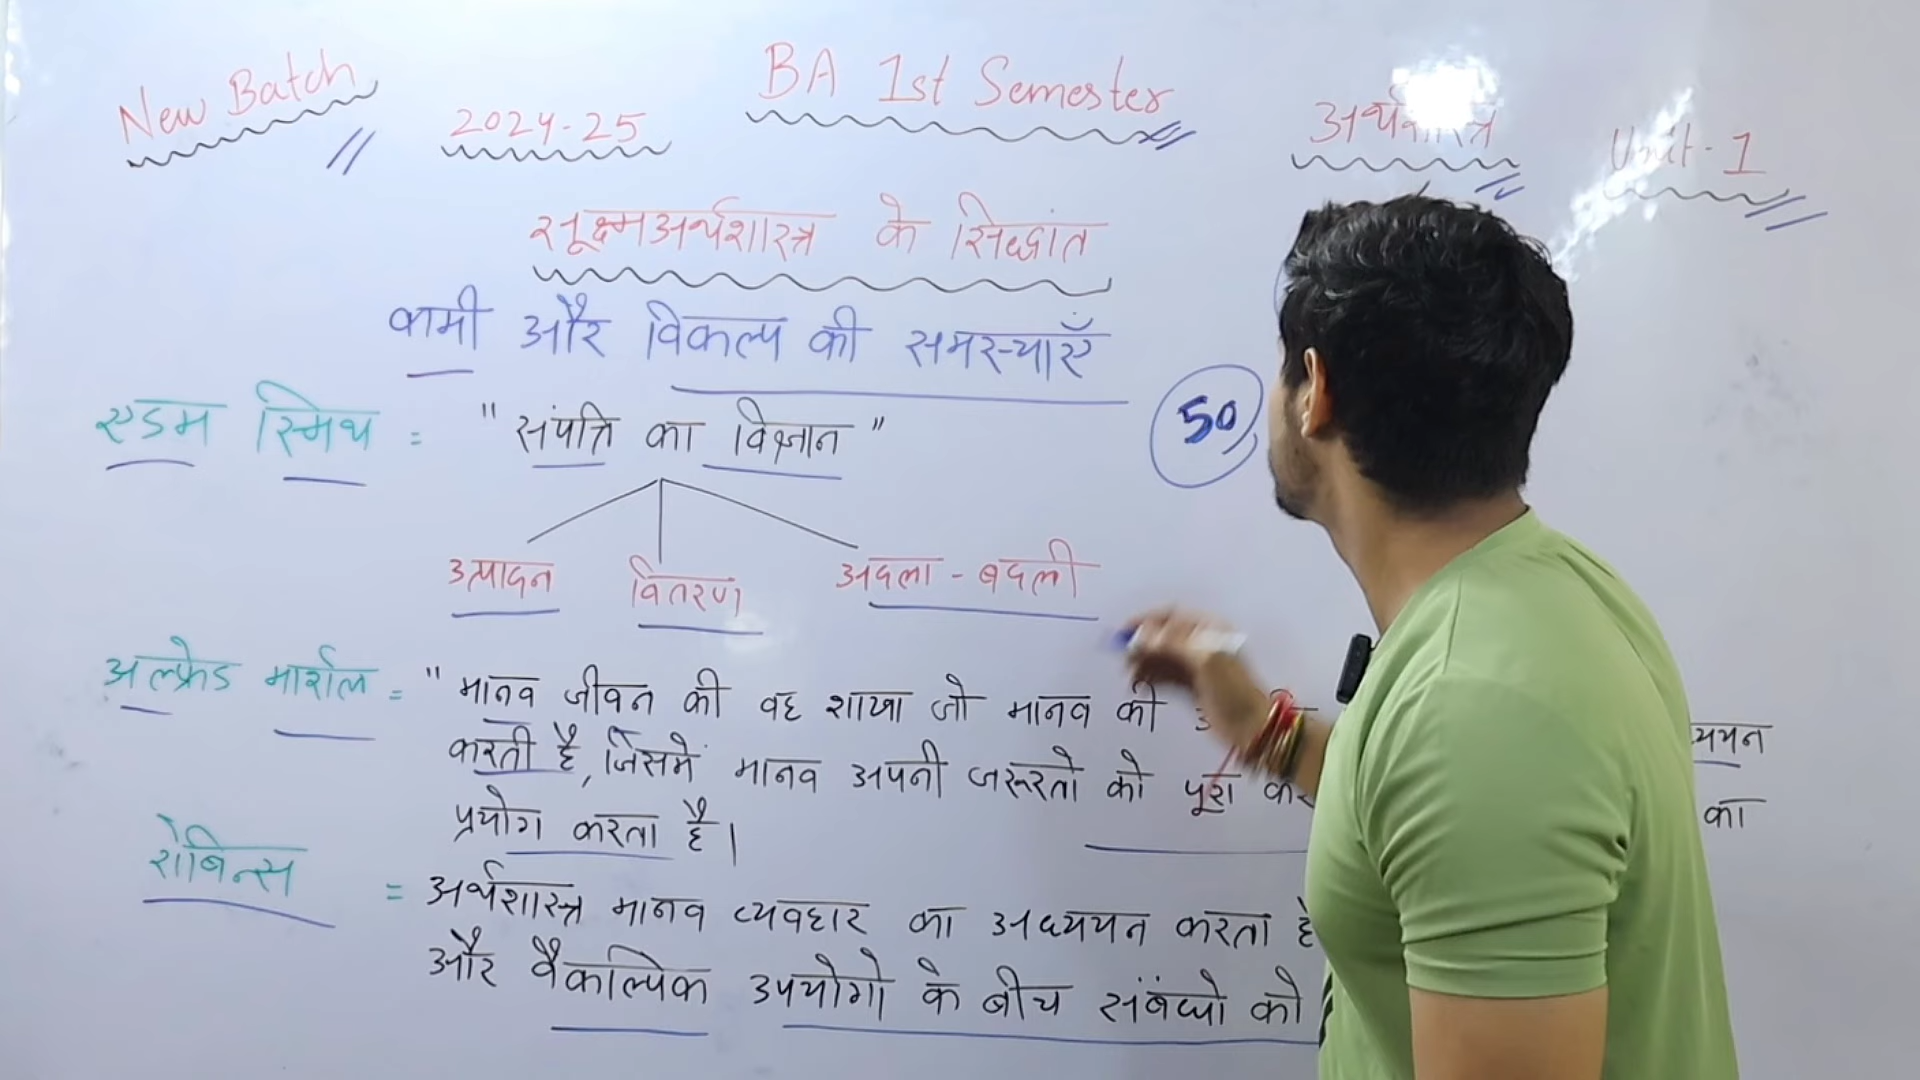 New Batch 2024-25 BA 1st Semester अर्थशास्त्र Unit-1
सूक्ष्मअर्थशास्त्र के सिद्धांत
कमी और विकल्प की समस्याएँ
एडम स्मिथ = "संपत्ति का विज्ञान" 50
उत्पादन वितरण अदला-बदली
अल्फ्रेड मार्शल = "मानव जीवन की वह शाखा जो मानव की
करती है, जिसमें मानव अपनी जरूरतो को पूरा का
प्रयोग करता है।
रोबिन्स = अर्थशास्त्र मानव व्यवहार का अध्ययन करता है
और वैकल्पिक उपयोगो के बीच संबंधो को